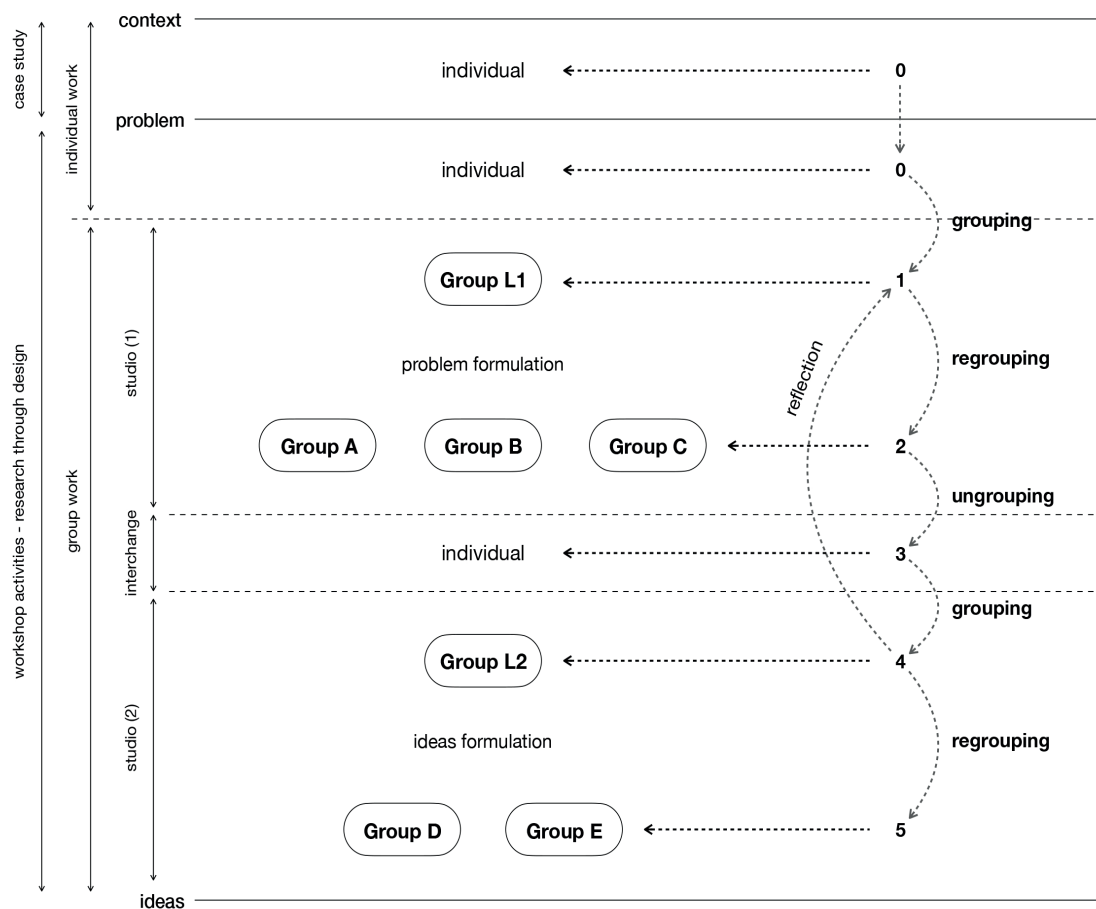 context
case study
individual work
individual
0
problem
individual
0
grouping
Group L1
1
studio (1)
problem formulation
reflection
regrouping
Group A
Group B
Group C
2
workshop activities - research through design
group work
ungrouping
interchange
individual
3
grouping
Group L2
4
studio (2)
ideas formulation
regrouping
Group D
Group E
5
ideas